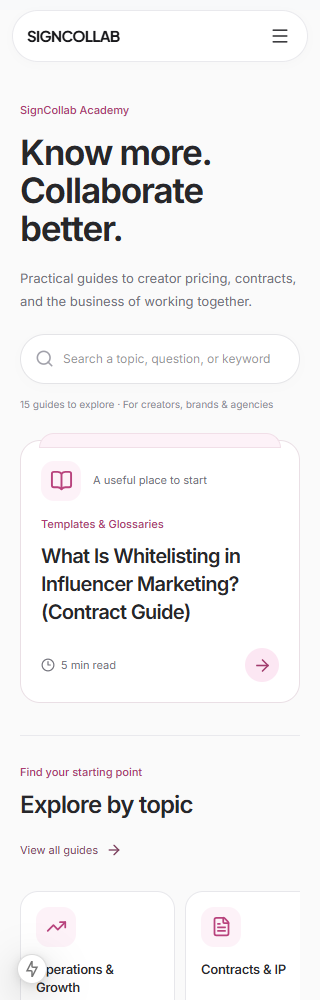 SIGNCOLLAB
SignCollab Academy
Know more.
Collaborate
better.
Practical guides to creator pricing, contracts,
and the business of working together.
Search a topic, question, or keyword
15 guides to explore · For creators, brands & agencies
A useful place to start
Templates & Glossaries
What Is Whitelisting in
Influencer Marketing?
(Contract Guide)
5 min read
Find your starting point
Explore by topic
View all guides
Operations &
Growth
Contracts & IP